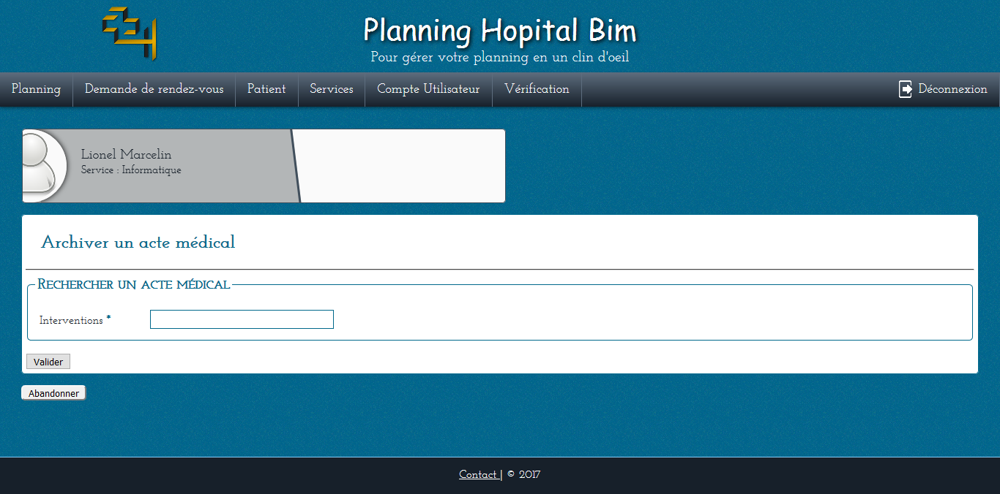 Planning Hopital Bim
Pour gérer votre planning en un clin d'oeil
Planning Demande de rendez-vous Patient Services Compte Utilisateur Vérification Déconnexion
Lionel Marcelin
Service : Informatique
Archiver un acte médical
Rechercher un acte médical
Interventions *
Valider
Abandonner
Contact | © 2017